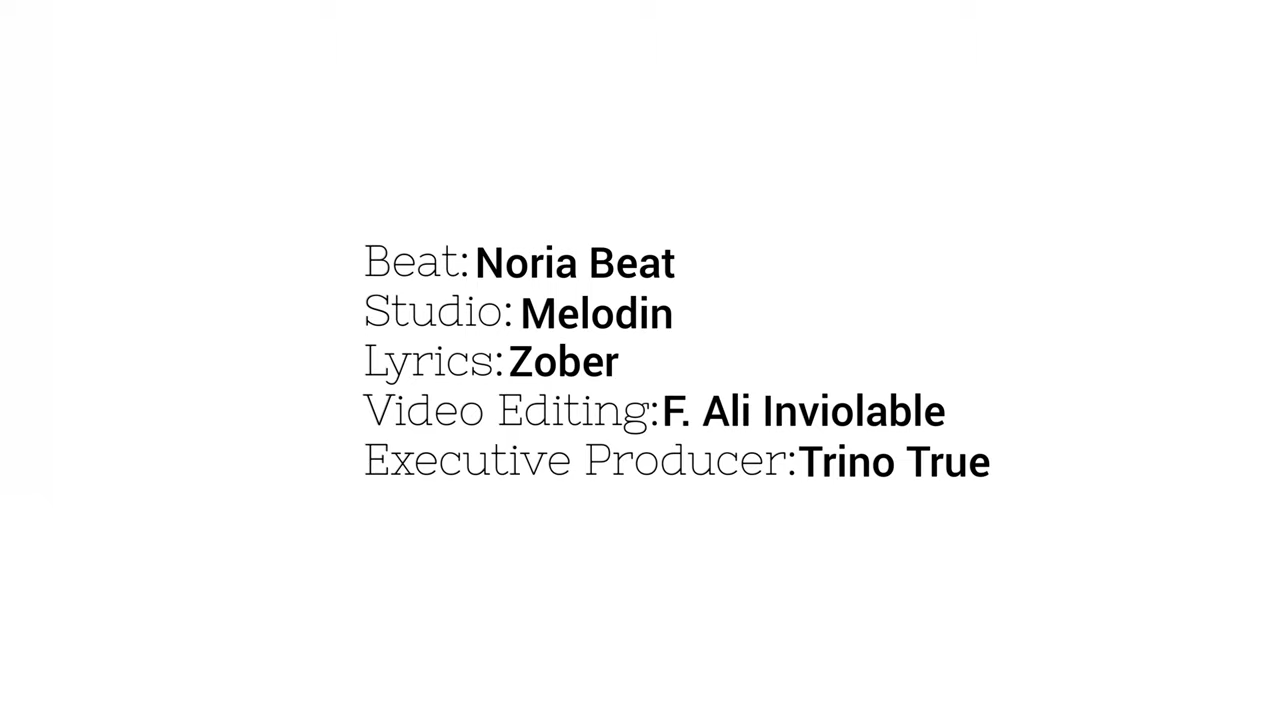 Beat: Noria Beat
Studio: Melodin
Lyrics: Zober
Video Editing: F. Ali Inviolable
Executive Producer: Trino True